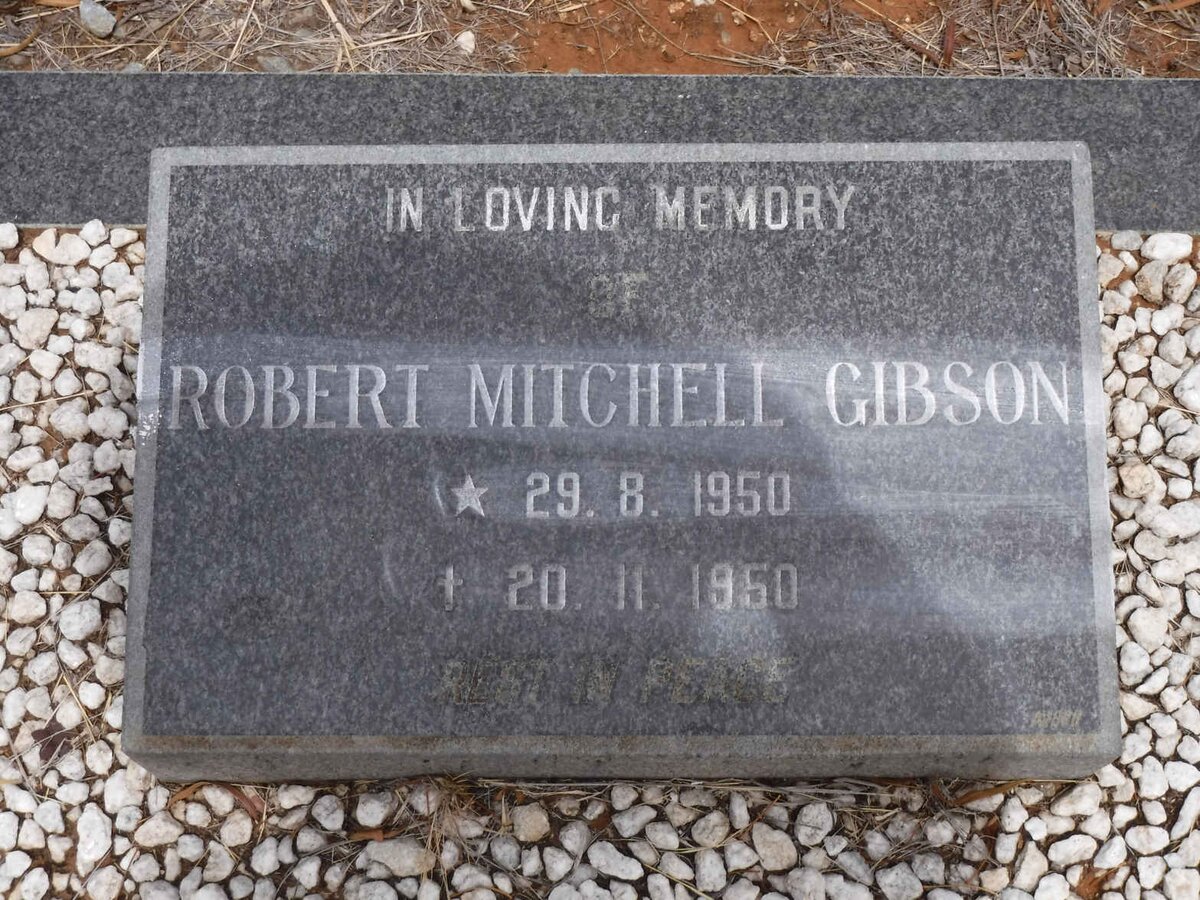 IN LOVING MEMORY
OF
ROBERT MITCHELL GIBSON
★ 29. 8. 1950
† 20. 11. 1950
REST IN PEACE